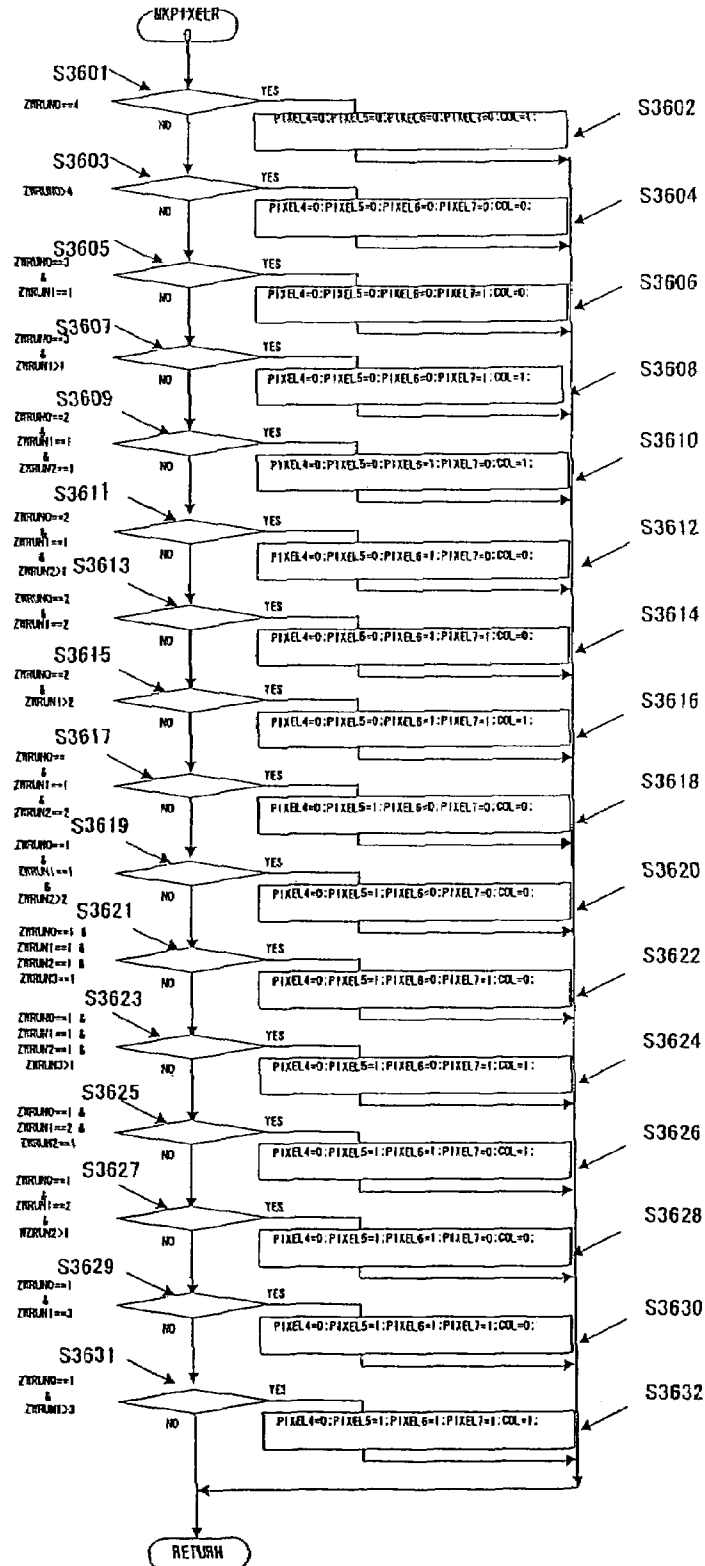 MKPIXELR
S3601
ZWRUN0==4
YES
NO
PIXEL4=0;PIXEL5=0;PIXEL6=0;PIXEL7=0;COL=1;
S3602
S3603
ZWRUN0>4
YES
NO
PIXEL4=0;PIXEL5=0;PIXEL6=0;PIXEL7=0;COL=0;
S3604
S3605
ZWRUN0==3
&
ZWRUN1==1
YES
NO
PIXEL4=0;PIXEL5=0;PIXEL6=0;PIXEL7=1;COL=0;
S3606
S3607
ZWRUN0==3
&
ZWRUN1>1
YES
NO
PIXEL4=0;PIXEL5=0;PIXEL6=0;PIXEL7=1;COL=1;
S3608
S3609
ZWRUN0==2
&
ZWRUN1==1
&
ZWRUN2==1
YES
NO
PIXEL4=0;PIXEL5=0;PIXEL6=1;PIXEL7=0;COL=1;
S3610
S3611
ZWRUN0==2
&
ZWRUN1==1
&
ZWRUN2>1
YES
NO
PIXEL4=0;PIXEL5=0;PIXEL6=1;PIXEL7=0;COL=0;
S3612
S3613
ZWRUN0==2
&
ZWRUN1==2
YES
NO
PIXEL4=0;PIXEL5=0;PIXEL6=1;PIXEL7=1;COL=0;
S3614
S3615
ZWRUN0==2
&
ZWRUN1>2
YES
NO
PIXEL4=0;PIXEL5=0;PIXEL6=1;PIXEL7=1;COL=1;
S3616
S3617
ZWRUN0==
&
ZWRUN1==1
&
ZWRUN2==2
YES
NO
PIXEL4=0;PIXEL5=1;PIXEL6=0;PIXEL7=0;COL=0;
S3618
S3619
ZWRUN0==1
&
ZWRUN1==1
&
ZWRUN2>2
YES
NO
PIXEL4=0;PIXEL5=1;PIXEL6=0;PIXEL7=0;COL=0;
S3620
S3621
ZWRUN0==1 &
ZWRUN1==1 &
ZWRUN2==1 &
ZWRUN3==1
YES
NO
PIXEL4=0;PIXEL5=1;PIXEL6=0;PIXEL7=1;COL=0;
S3622
S3623
ZWRUN0==1 &
ZWRUN1==1 &
ZWRUN2==1 &
ZWRUN3>1
YES
NO
PIXEL4=0;PIXEL5=1;PIXEL6=0;PIXEL7=1;COL=1;
S3624
S3625
ZWRUN0==1 &
ZWRUN1==2 &
ZWRUN2==1
YES
NO
PIXEL4=0;PIXEL5=1;PIXEL6=1;PIXEL7=0;COL=1;
S3626
S3627
ZWRUN0==1
&
ZWRUN1==2
&
WZRUN2>1
YES
NO
PIXEL4=0;PIXEL5=1;PIXEL6=1;PIXEL7=0;COL=0;
S3628
S3629
ZWRUN0==1
&
ZWRUN1==3
YES
NO
PIXEL4=0;PIXEL5=1;PIXEL6=1;PIXEL7=1;COL=0;
S3630
S3631
ZWRUN0==1
&
ZWRUN1>3
YES
NO
PIXEL4=0;PIXEL5=1;PIXEL6=1;PIXEL7=1;COL=1;
S3632
RETURN